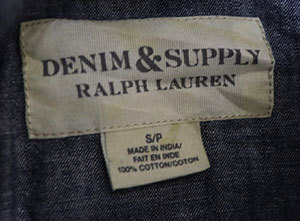 DENIM & SUPPLY
RALPH LAUREN
S/P
MADE IN INDIA/
FAIT EN INDE
100% COTTON/COTON